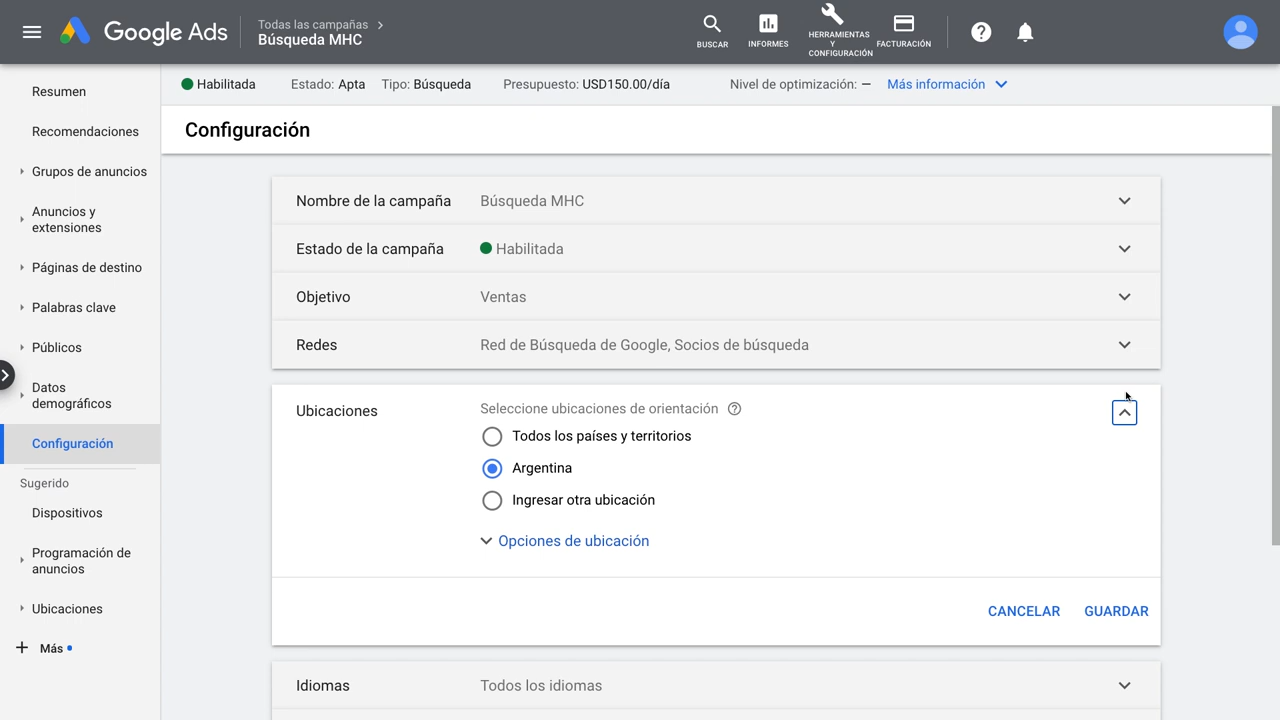 Google Ads
Todas las campañas
Búsqueda MHC
BUSCAR
INFORMES
HERRAMIENTAS
Y
CONFIGURACIÓN
FACTURACIÓN
Habilitada
Estado: Apta
Tipo: Búsqueda
Presupuesto: USD150.00/día
Nivel de optimización: —
Más información
Resumen
Recomendaciones
Grupos de anuncios
Anuncios y
extensiones
Páginas de destino
Palabras clave
Públicos
Datos
demográficos
Configuración
Sugerido
Dispositivos
Programación de
anuncios
Ubicaciones
Más
Configuración
Nombre de la campaña Búsqueda MHC
Estado de la campaña Habilitada
Objetivo Ventas
Redes Red de Búsqueda de Google, Socios de búsqueda
Ubicaciones Seleccione ubicaciones de orientación
Todos los países y territorios
Argentina
Ingresar otra ubicación
Opciones de ubicación
CANCELAR GUARDAR
Idiomas Todos los idiomas